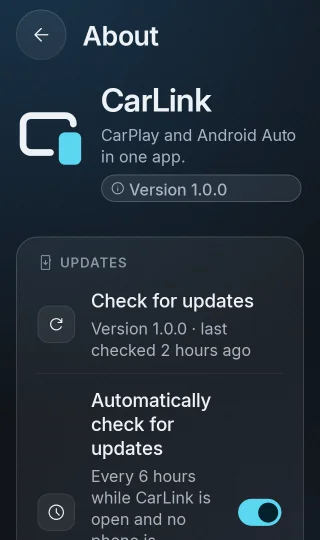 About
CarLink
CarPlay and Android Auto
in one app.
Version 1.0.0
UPDATES
Check for updates
Version 1.0.0 · last
checked 2 hours ago
Automatically
check for
updates
Every 6 hours
while CarLink is
open and no
phone is